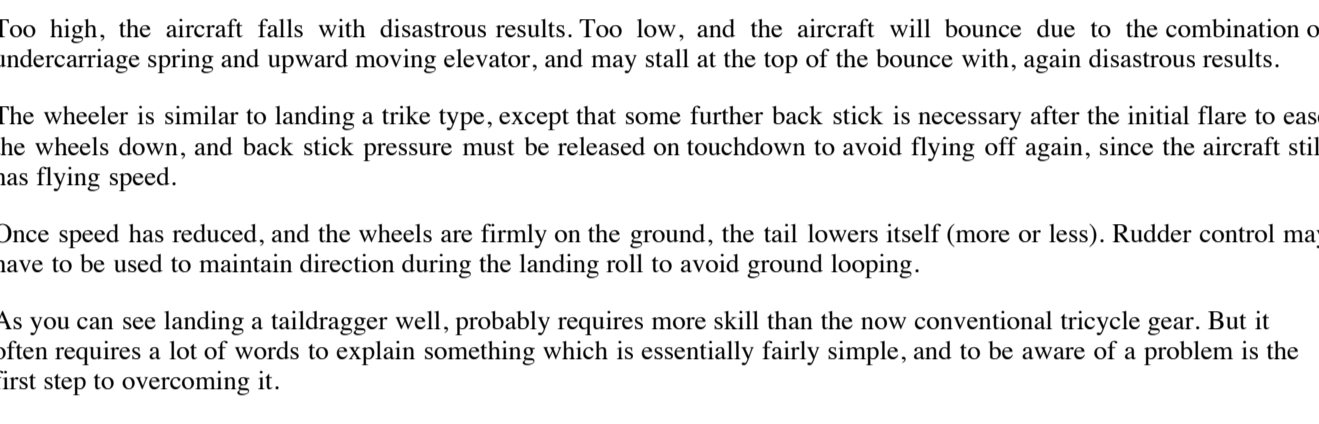 Too high, the aircraft falls with disastrous results. Too low, and the aircraft will bounce due to the combination o
undercarriage spring and upward moving elevator, and may stall at the top of the bounce with, again disastrous results.
The wheeler is similar to landing a trike type, except that some further back stick is necessary after the initial flare to eas
he wheels down, and back stick pressure must be released on touchdown to avoid flying off again, since the aircraft stil
has flying speed.
Once speed has reduced, and the wheels are firmly on the ground, the tail lowers itself (more or less). Rudder control may
have to be used to maintain direction during the landing roll to avoid ground looping.
As you can see landing a taildragger well, probably requires more skill than the now conventional tricycle gear. But it
often requires a lot of words to explain something which is essentially fairly simple, and to be aware of a problem is the
first step to overcoming it.